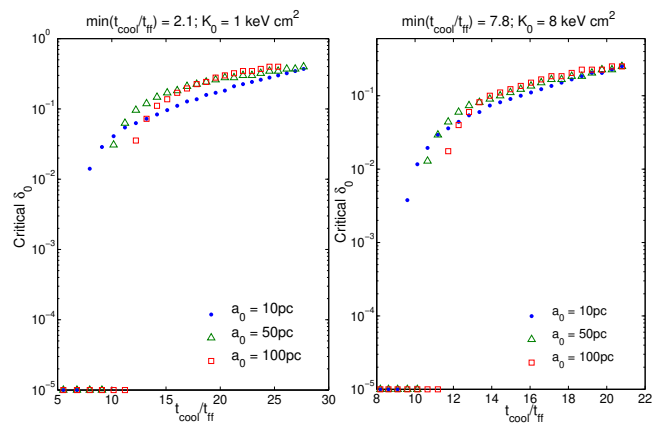 min(t_cool/t_ff) = 2.1; K_0 = 1 keV cm^2
10^0
10^-1
10^-2
10^-3
10^-4
10^-5
Critical δ_0
a_0 = 10pc
a_0 = 50pc
a_0 = 100pc
5 10 15 20 25 30
t_cool/t_ff
min(t_cool/t_ff) = 7.8; K_0 = 8 keV cm^2
10^-1
10^-2
10^-3
10^-4
10^-5
Critical δ_0
a_0 = 10pc
a_0 = 50pc
a_0 = 100pc
8 10 12 14 16 18 20 22
t_cool/t_ff